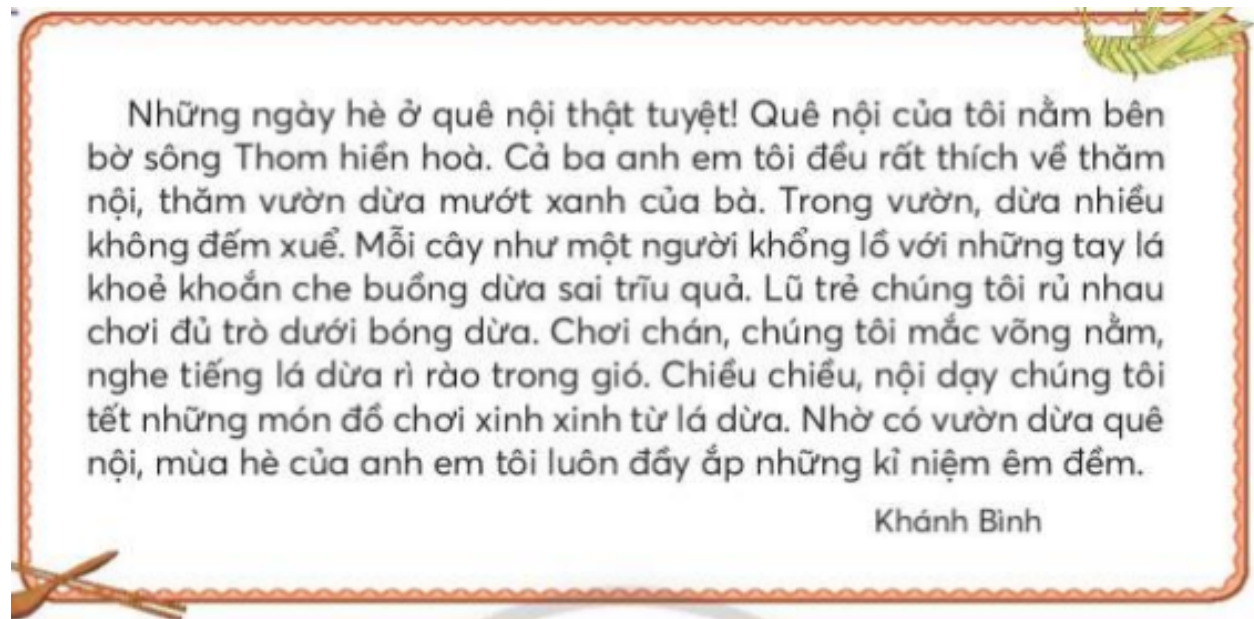 Những ngày hè ở quê nội thật tuyệt! Quê nội của tôi nằm bên
bờ sông Thom hiền hoà. Cả ba anh em tôi đều rất thích về thăm
nội, thăm vườn dừa mướt xanh của bà. Trong vườn, dừa nhiều
không đếm xuể. Mỗi cây như một người khổng lồ với những tay lá
khoẻ khoắn che buồng dừa sai trĩu quả. Lũ trẻ chúng tôi rủ nhau
chơi đủ trò dưới bóng dừa. Chơi chán, chúng tôi mắc võng nằm,
nghe tiếng lá dừa rì rào trong gió. Chiều chiều, nội dạy chúng tôi
tết những món đồ chơi xinh xinh từ lá dừa. Nhờ có vườn dừa quê
nội, mùa hè của anh em tôi luôn đầy ắp những kỉ niệm êm đềm.
Khánh Bình